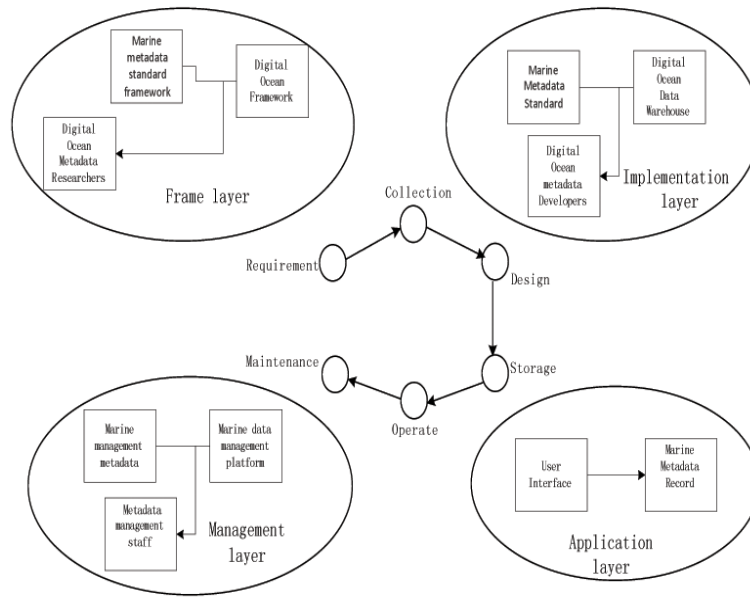 Marine
metadata
standard
framework
Digital
Ocean
Framework
Digital
Ocean
Metadata
Researchers
Frame layer
Marine
Metadata
Standard
Digital
Ocean
Data
Warehouse
Digital
Ocean
metadata
Developers
Implementation
layer
Collection
Requirement
Design
Maintenance
Storage
Operate
Marine
management
metadata
Marine data
management
platform
Metadata
management
staff
Management
layer
User
Interface
Marine
Metadata
Record
Application
layer